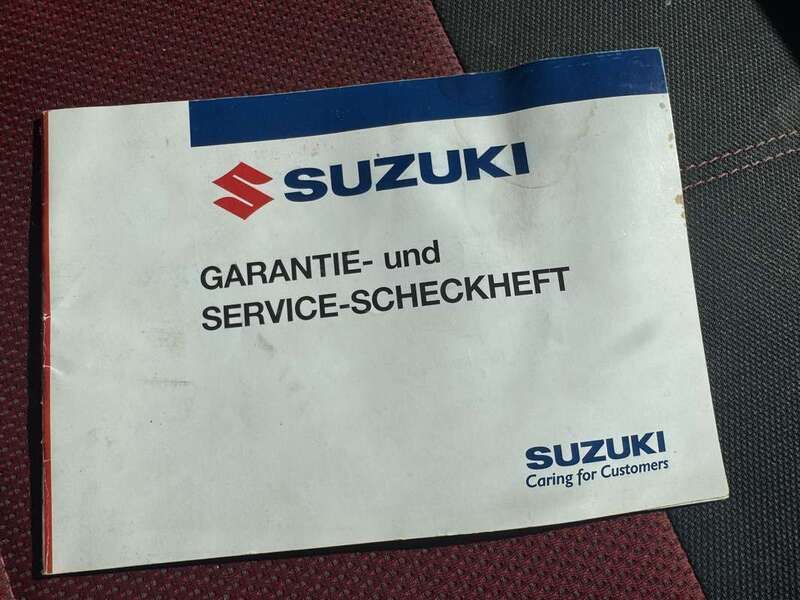 SUZUKI
GARANTIE- und
SERVICE-SCHECKHEFT
SUZUKI
Caring for Customers